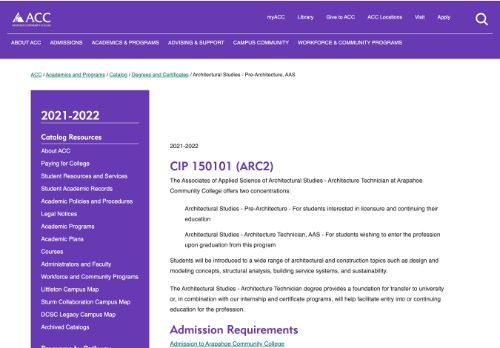 ACC
myACC Library Give to ACC ACC Locations Visit Apply
ABOUT ACC ADMISSIONS ACADEMICS & PROGRAMS ADVISING & SUPPORT CAMPUS COMMUNITY WORKFORCE & COMMUNITY PROGRAMS
ACC / Academics and Programs / Catalog / Degrees and Certificates / Architectural Studies - Pre-Architecture, AAS
2021-2022
Catalog Resources
About ACC
Paying for College
Student Resources and Services
Student Academic Records
Academic Policies and Procedures
Legal Notices
Academic Programs
Academic Plans
Courses
Administrators and Faculty
Workforce and Community Programs
Littleton Campus Map
Sturm Collaboration Campus Map
DCSC Legacy Campus Map
Archived Catalogs
2021-2022
CIP 150101 (ARC2)
The Associates of Applied Science of Architectural Studies - Architecture Technician at Arapahoe
Community College offers two concentrations:
Architectural Studies - Pre-Architecture - For students interested in licensure and continuing their
education
Architectural Studies - Architecture Technician, AAS - For students wishing to enter the profession
upon graduation from this program
Students will be introduced to a wide range of architectural and construction topics such as design and
modeling concepts, structural analysis, building service systems, and sustainability.
The Architectural Studies - Architecture Technician degree provides a foundation for transfer to university
or, in combination with our internship and certificate programs, will help facilitate entry into or continuing
education for the profession.
Admission Requirements
Admission to Arapahoe Community College